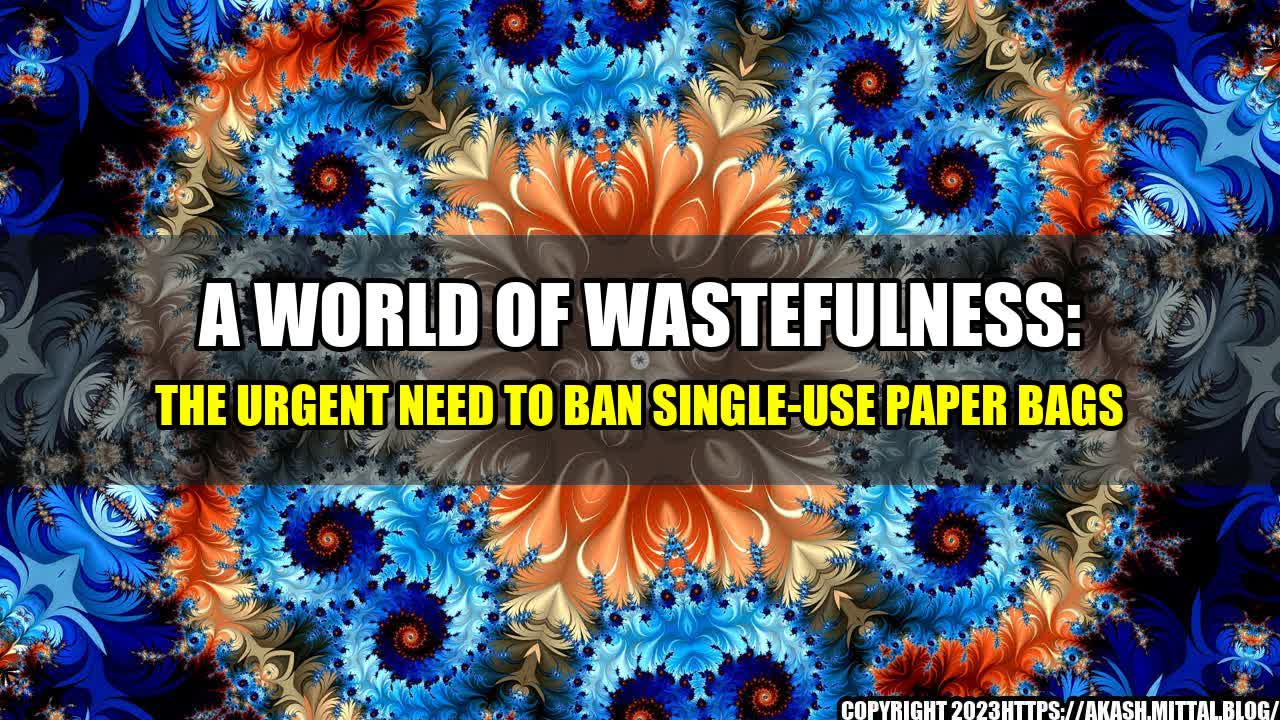 A WORLD OF WASTEFULNESS:
THE URGENT NEED TO BAN SINGLE-USE PAPER BAGS
COPYRIGHT 2023HTTPS://AKASH.MITTAL.BLOG/